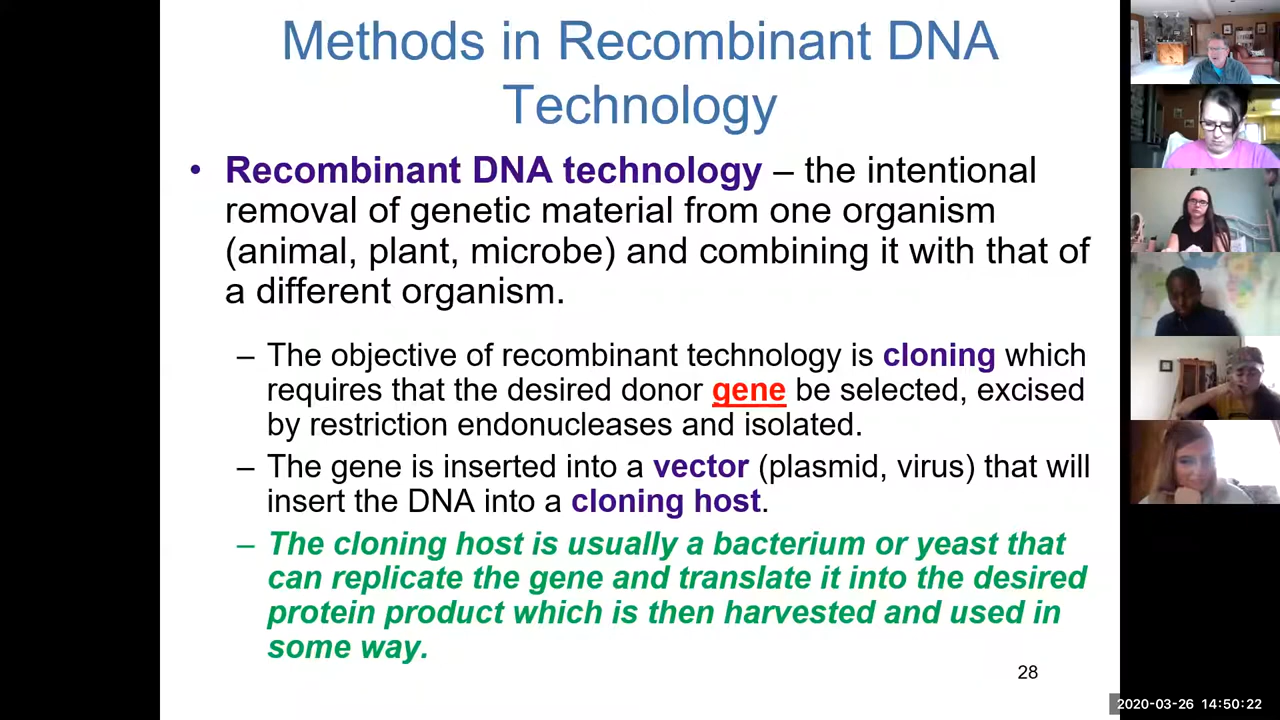 Methods in Recombinant DNA
Technology
• Recombinant DNA technology – the intentional
removal of genetic material from one organism
(animal, plant, microbe) and combining it with that of
a different organism.
– The objective of recombinant technology is cloning which
requires that the desired donor gene be selected, excised
by restriction endonucleases and isolated.
– The gene is inserted into a vector (plasmid, virus) that will
insert the DNA into a cloning host.
– The cloning host is usually a bacterium or yeast that
can replicate the gene and translate it into the desired
protein product which is then harvested and used in
some way.
28
2020-03-26 14:50:22